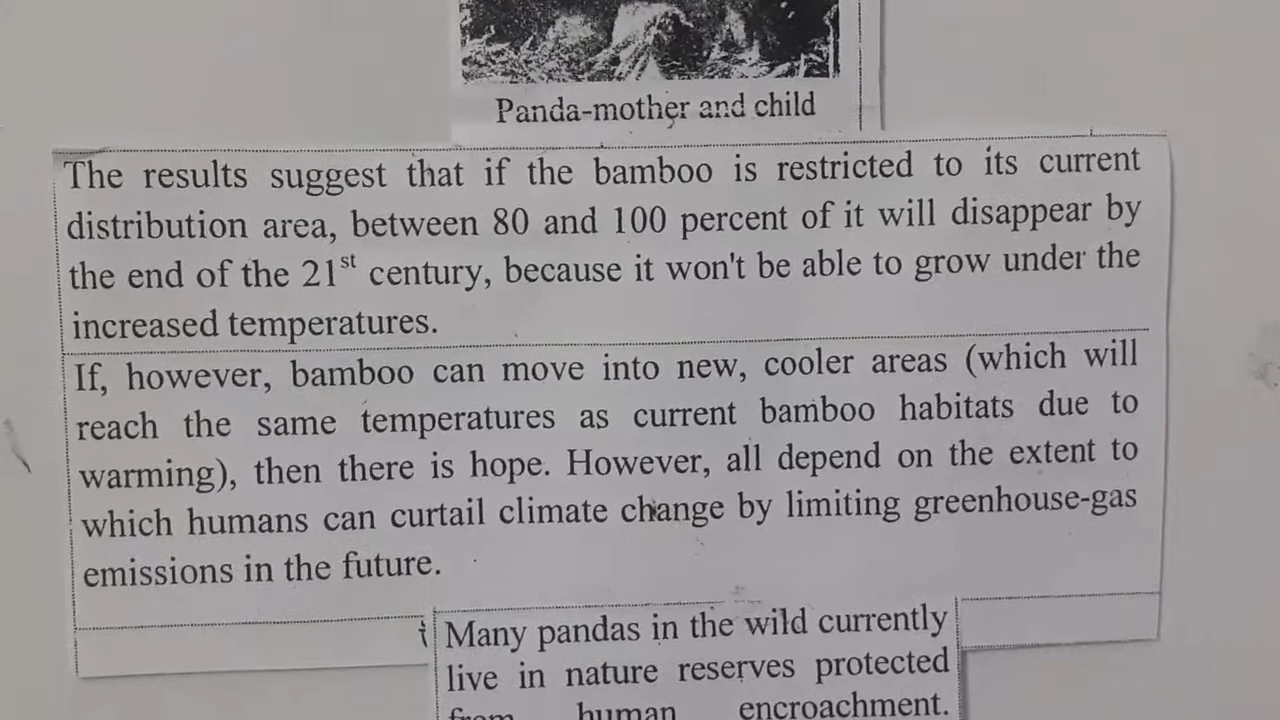 Panda-mother and child
The results suggest that if the bamboo is restricted to its current
distribution area, between 80 and 100 percent of it will disappear by
the end of the 21st century, because it won't be able to grow under the
increased temperatures.
If, however, bamboo can move into new, cooler areas (which will
reach the same temperatures as current bamboo habitats due to
warming), then there is hope. However, all depend on the extent to
which humans can curtail climate change by limiting greenhouse-gas
emissions in the future.
Many pandas in the wild currently
live in nature reserves protected
from human encroachment.